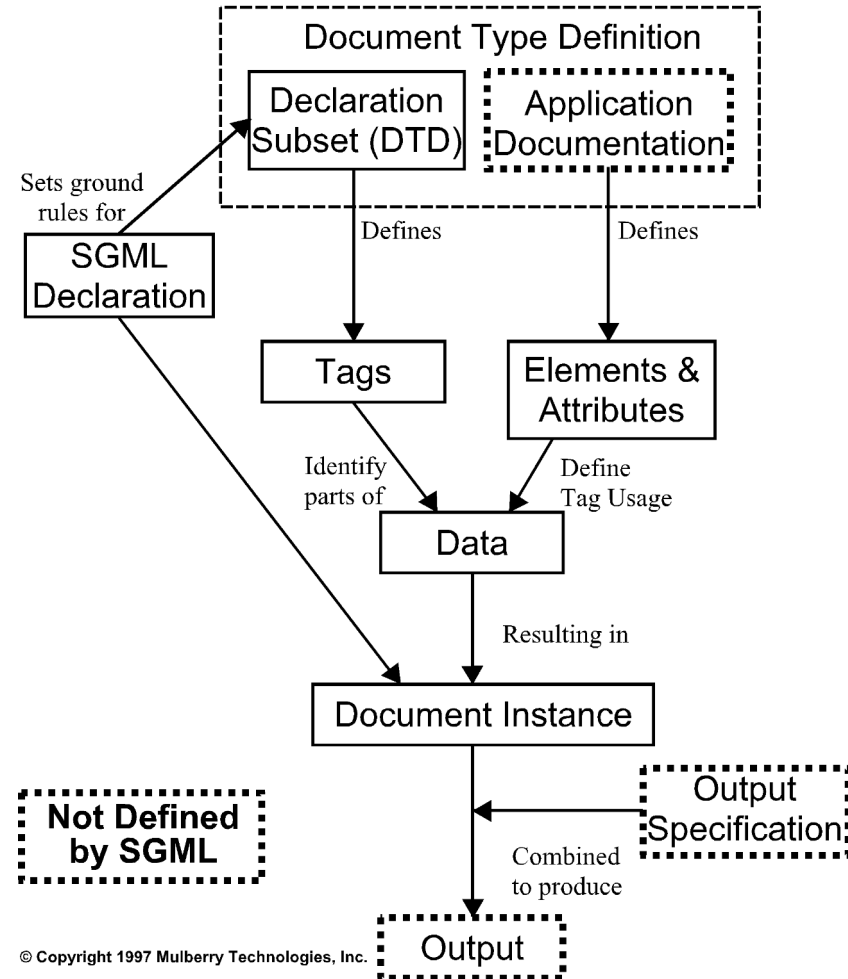 Document Type Definition
Declaration
Subset (DTD)
Application
Documentation
Sets ground
rules for
Defines
Defines
SGML
Declaration
Tags
Elements &
Attributes
Identify
parts of
Define
Tag Usage
Data
Resulting in
Document Instance
Not Defined
by SGML
Output
Specification
Combined
to produce
Output
© Copyright 1997 Mulberry Technologies, Inc.